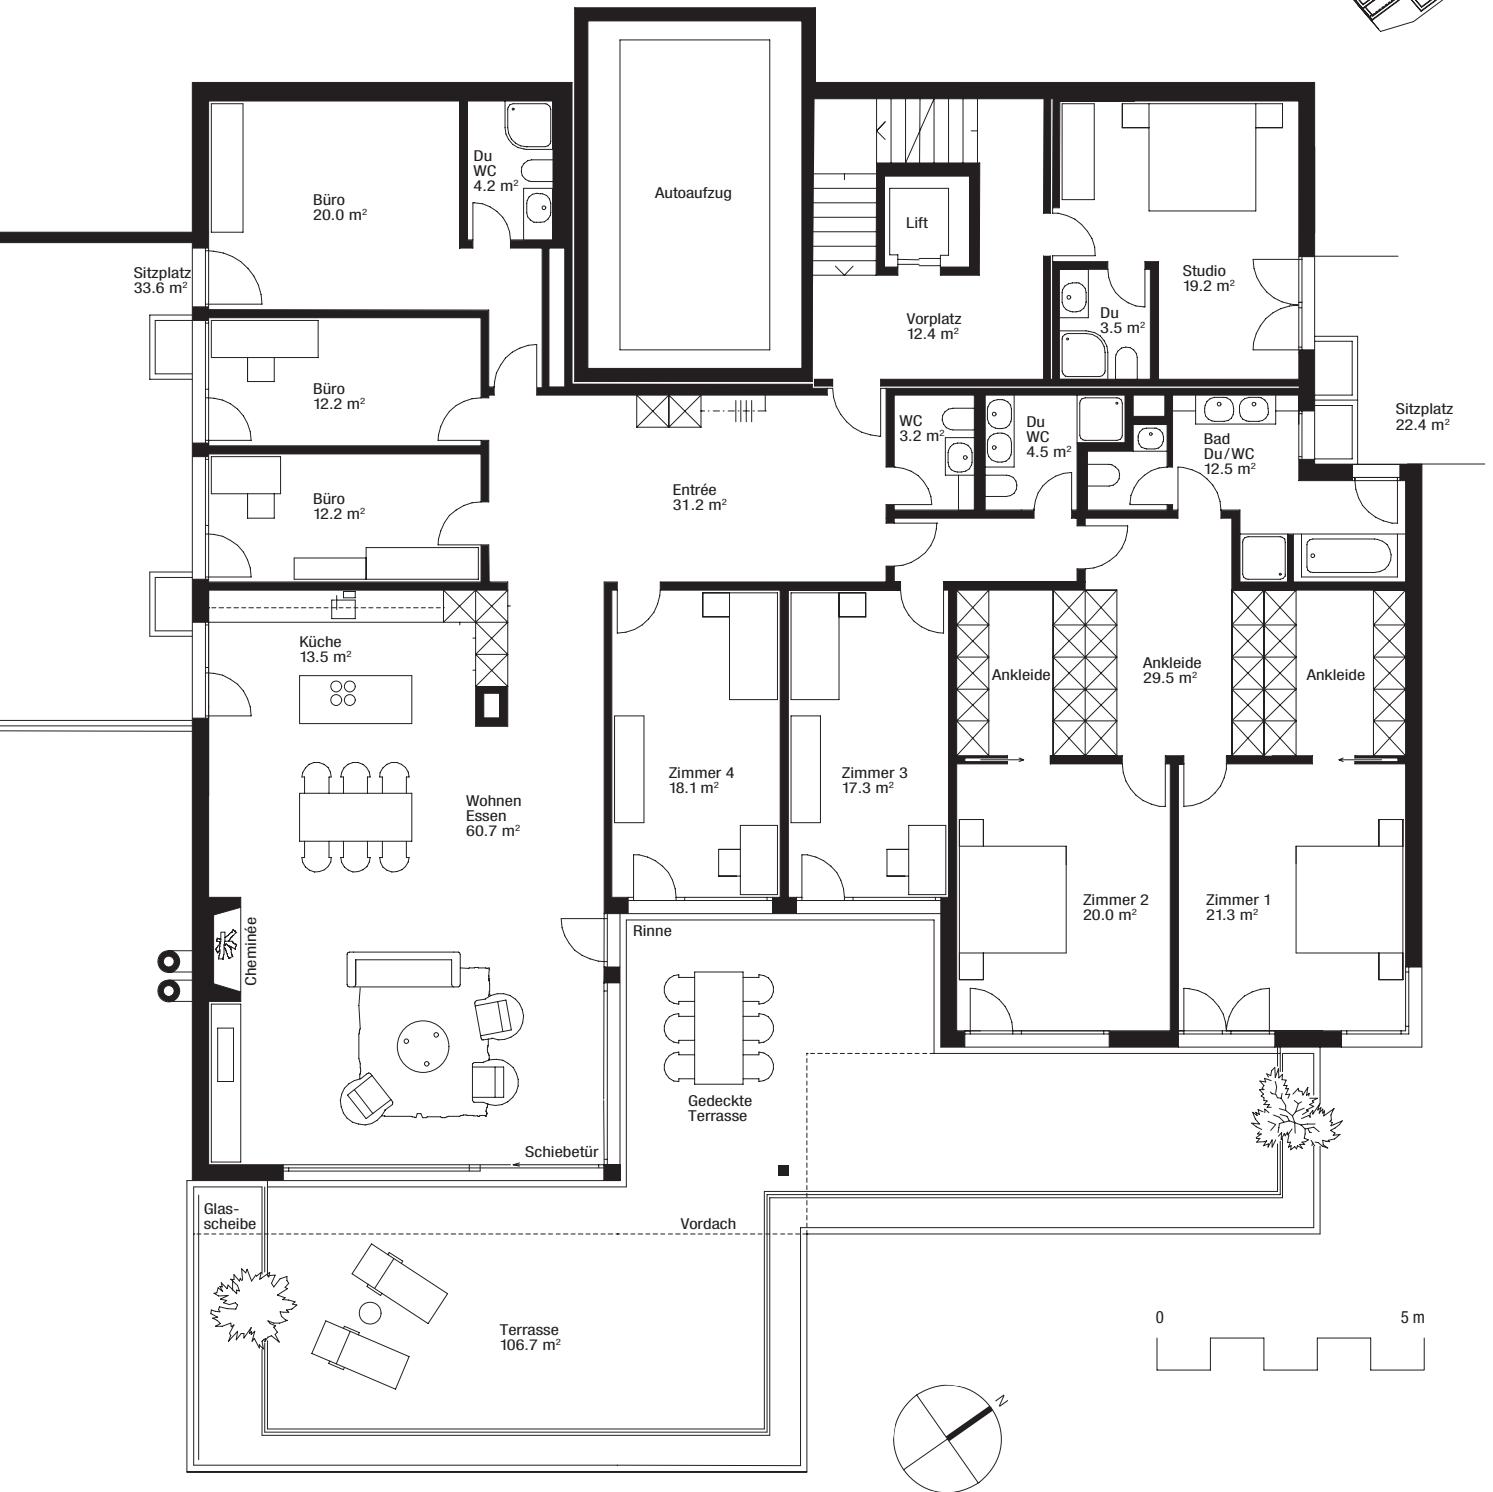 Du
WC
4.2 m²
Büro
20.0 m²
Autoaufzug
Lift
Sitzplatz
33.6 m²
Studio
19.2 m²
Vorplatz
12.4 m²
Du
3.5 m²
Büro
12.2 m²
WC
3.2 m²
Du
WC
4.5 m²
Bad
Du/WC
12.5 m²
Sitzplatz
22.4 m²
Büro
12.2 m²
Entrée
31.2 m²
Küche
13.5 m²
Ankleide
Ankleide
29.5 m²
Ankleide
Wohnen
Essen
60.7 m²
Zimmer 4
18.1 m²
Zimmer 3
17.3 m²
Zimmer 2
20.0 m²
Zimmer 1
21.3 m²
Cheminée
Rinne
Gedeckte
Terrasse
Schiebetür
Glas-
scheibe
Vordach
Terrasse
106.7 m²
0 5 m
N